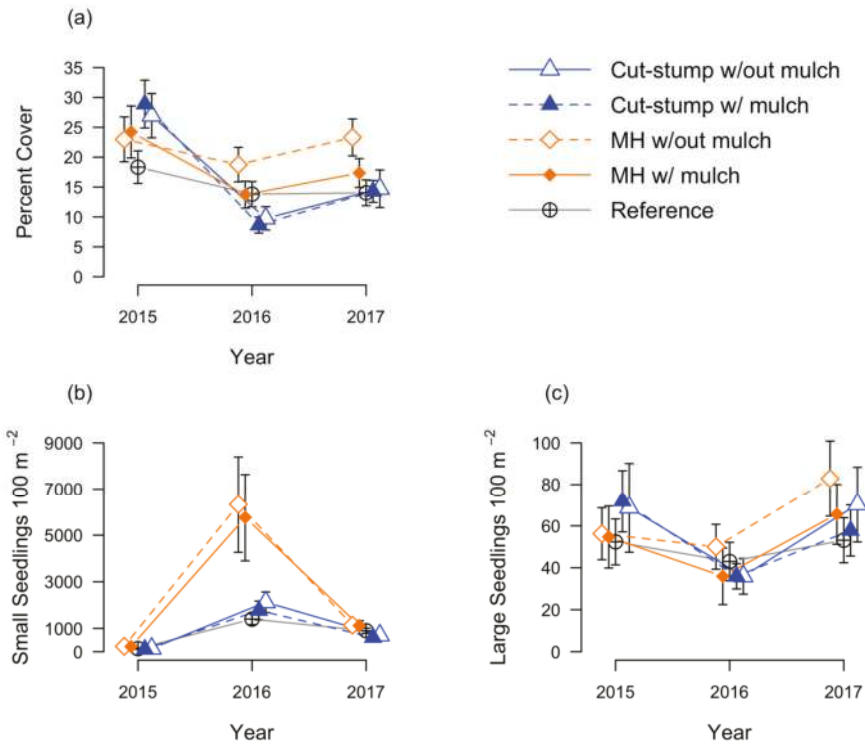 (a)
Percent Cover
35
30
25
20
15
10
5
0
2015 2016 2017
Year
Cut-stump w/out mulch
Cut-stump w/ mulch
MH w/out mulch
MH w/ mulch
Reference
(b)
Small Seedlings 100 m⁻²
9000
7000
5000
3000
1000
0
2015 2016 2017
Year
(c)
Large Seedlings 100 m⁻²
100
80
60
40
20
0
2015 2016 2017
Year